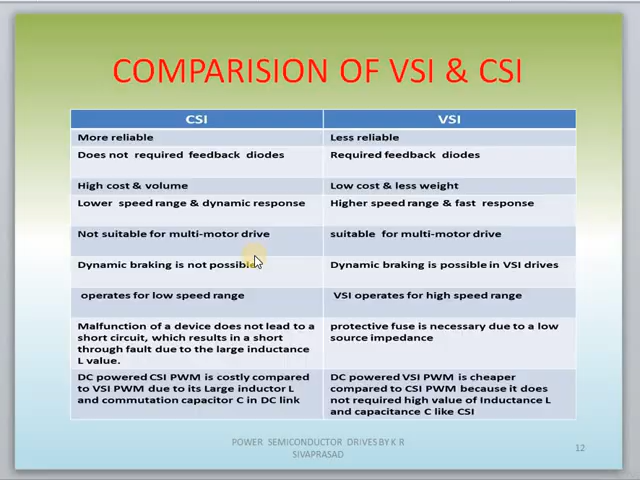 COMPARISION OF VSI & CSI
CSI
VSI
More reliable
Less reliable
Does not required feedback diodes
Required feedback diodes
High cost & volume
Low cost & less weight
Lower speed range & dynamic response
Higher speed range & fast response
Not suitable for multi-motor drive
suitable for multi-motor drive
Dynamic braking is not possible
Dynamic braking is possible in VSI drives
operates for low speed range
VSI operates for high speed range
Malfunction of a device does not lead to a
short circuit, which results in a short
through fault due to the large inductance
L value.
protective fuse is necessary due to a low
source impedance
DC powered CSI PWM is costly compared
to VSI PWM due to its Large inductor L
and commutation capacitor C in DC link
DC powered VSI PWM is cheaper
compared to CSI PWM because it does
not required high value of Inductance L
and capacitance C like CSI
POWER SEMICONDUCTOR DRIVES BY K R
SIVAPRASAD
12